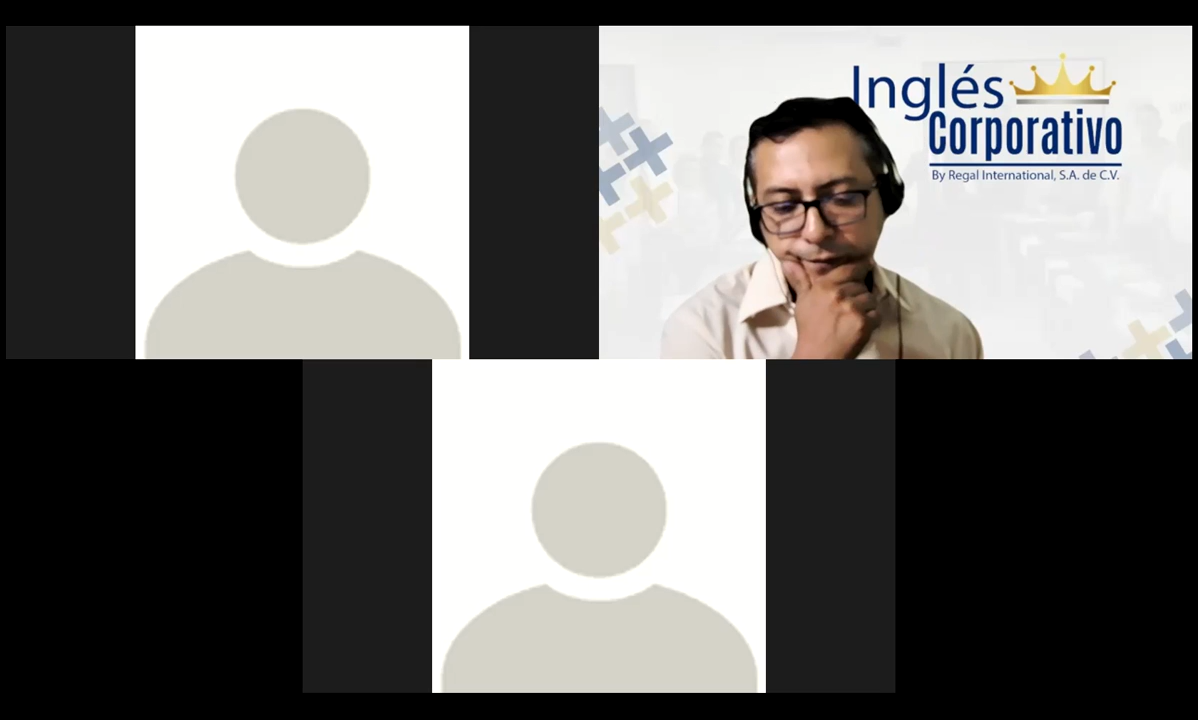 Inglés
Corporativo
By Regal International, S.A. de C.V.